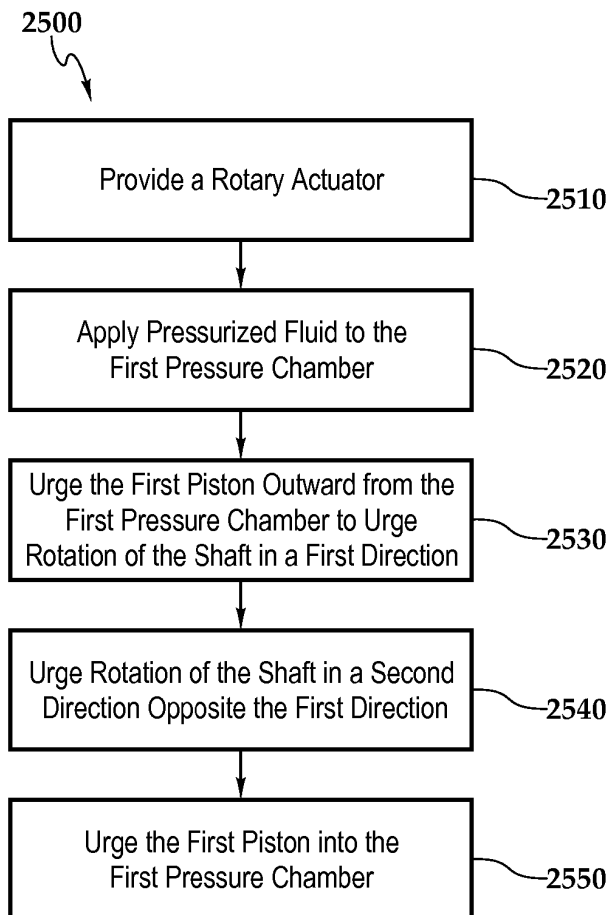 2500
Provide a Rotary Actuator
2510
Apply Pressurized Fluid to the
First Pressure Chamber
2520
Urge the First Piston Outward from the
First Pressure Chamber to Urge
Rotation of the Shaft in a First Direction
2530
Urge Rotation of the Shaft in a Second
Direction Opposite the First Direction
2540
Urge the First Piston into the
First Pressure Chamber
2550